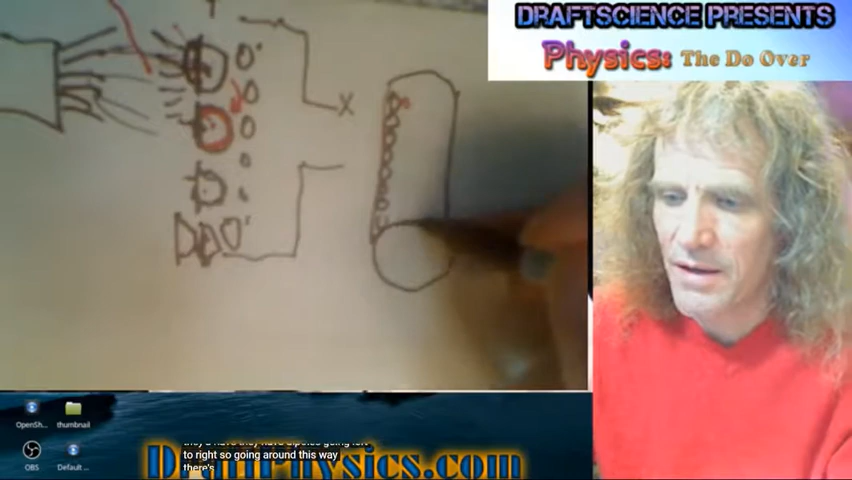 DRAFTSCIENCE PRESENTS
Physics: The Do Over
X
OpenSh...
thumbnail
OBS
Default ...
to right so going around this way
there's
DraftPhysics.com